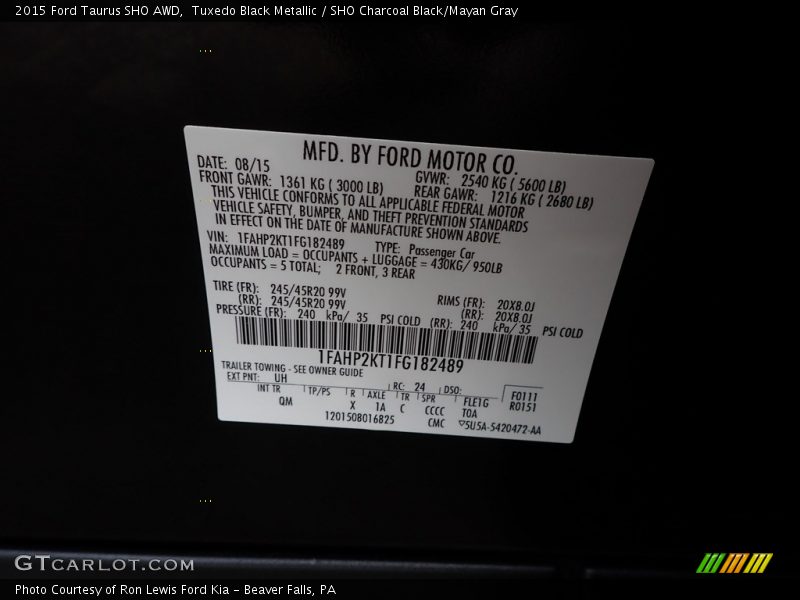 2015 Ford Taurus SHO AWD,  Tuxedo Black Metallic / SHO Charcoal Black/Mayan Gray
MFD. BY FORD MOTOR CO.
DATE: 08/15 GVWR: 2540 KG ( 5600 LB)
FRONT GAWR: 1361 KG ( 3000 LB) REAR GAWR: 1216 KG ( 2680 LB)
THIS VEHICLE CONFORMS TO ALL APPLICABLE FEDERAL MOTOR
VEHICLE SAFETY, BUMPER, AND THEFT PREVENTION STANDARDS
IN EFFECT ON THE DATE OF MANUFACTURE SHOWN ABOVE.
VIN: 1FAHP2KT1FG182489 TYPE: Passenger Car
MAXIMUM LOAD = OCCUPANTS + LUGGAGE = 430KG/ 950LB
OCCUPANTS = 5 TOTAL; 2 FRONT, 3 REAR
TIRE (FR): 245/45R20 99V RIMS (FR): 20X8.0J
(RR): 245/45R20 99V (RR): 20X8.0J
PRESSURE (FR): 240 kPa/ 35 PSI COLD (RR): 240 kPa/ 35 PSI COLD
1FAHP2KT1FG182489
TRAILER TOWING - SEE OWNER GUIDE
EXT PNT: UH RC: 24 DSO: F0111
INT TR TP/PS R AXLE TR SPR FLE1G R0151
QM X 1A C CCCC TOA
1201508016825 CMC 5U5A-5420472-AA
GTCARLOT.COM
Photo Courtesy of Ron Lewis Ford Kia - Beaver Falls, PA